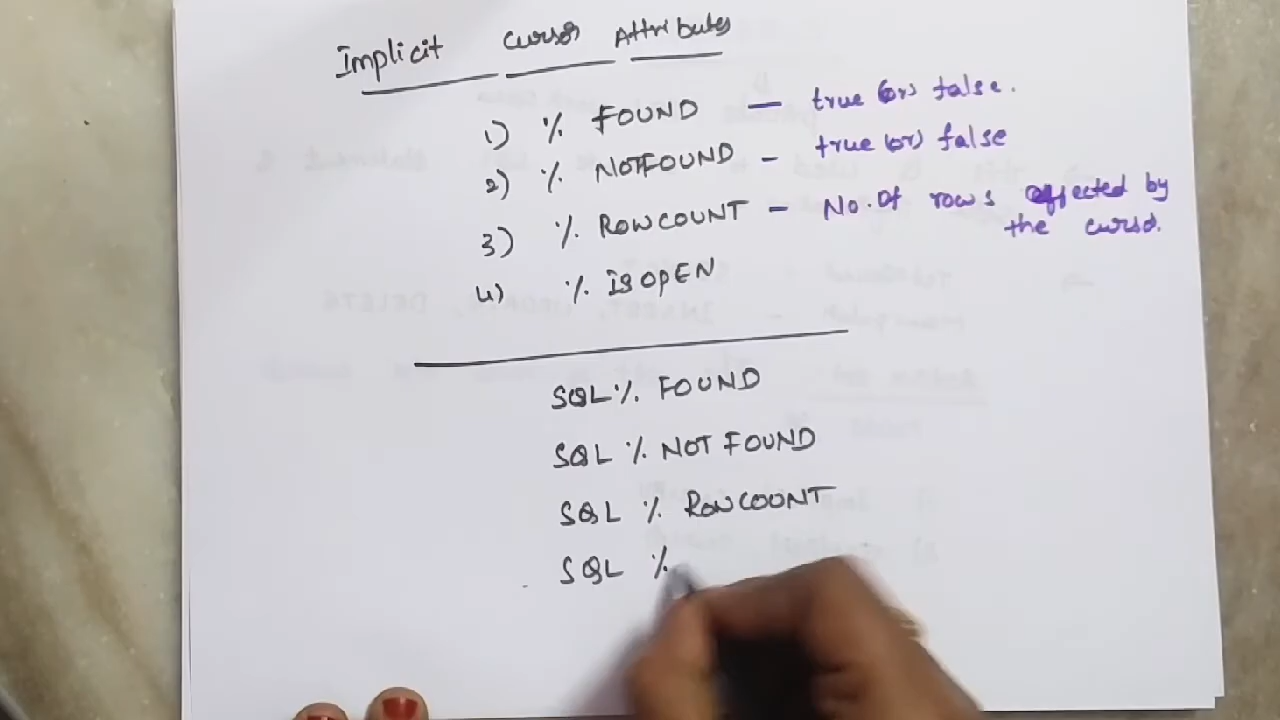 Implicit cursor Attributes
1) % FOUND — true (or) false.
2) % NOTFOUND - true (or) false
3) % ROWCOUNT - No. of rows affected by the cursor.
4) % ISOPEN
SQL % FOUND
SQL % NOT FOUND
SQL % ROWCOUNT
SQL %